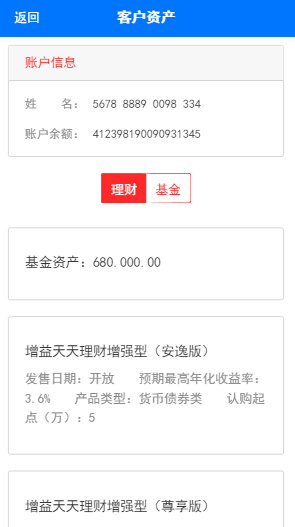 返回 客户资产
账户信息
姓 名: 5678 8889 0098 334
账户余额: 412398190090931345
理财 基金
基金资产: 680.000.00
增益天天理财增强型（安逸版）
发售日期: 开放 预期最高年化收益率:
3.6% 产品类型: 货币债券类 认购起
点（万）: 5
增益天天理财增强型（尊享版）